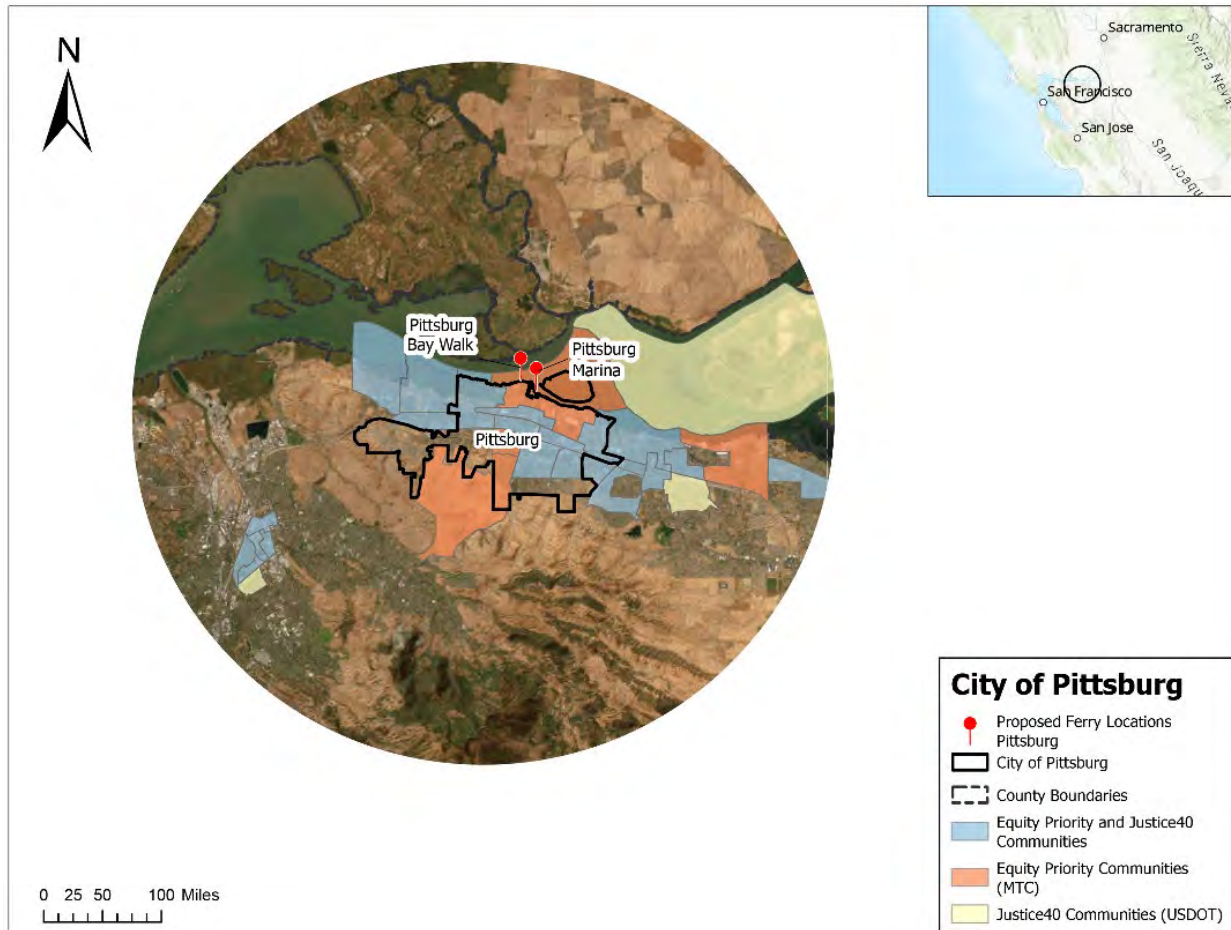 N
Sacramento
Sierra Neva
San Francisco
San Jose
San Joaqu
Pittsburg
Bay Walk
Pittsburg
Marina
Pittsburg
City of Pittsburg
Proposed Ferry Locations
Pittsburg
City of Pittsburg
County Boundaries
Equity Priority and Justice40
Communities
Equity Priority Communities
(MTC)
Justice40 Communities (USDOT)
0 25 50 100 Miles